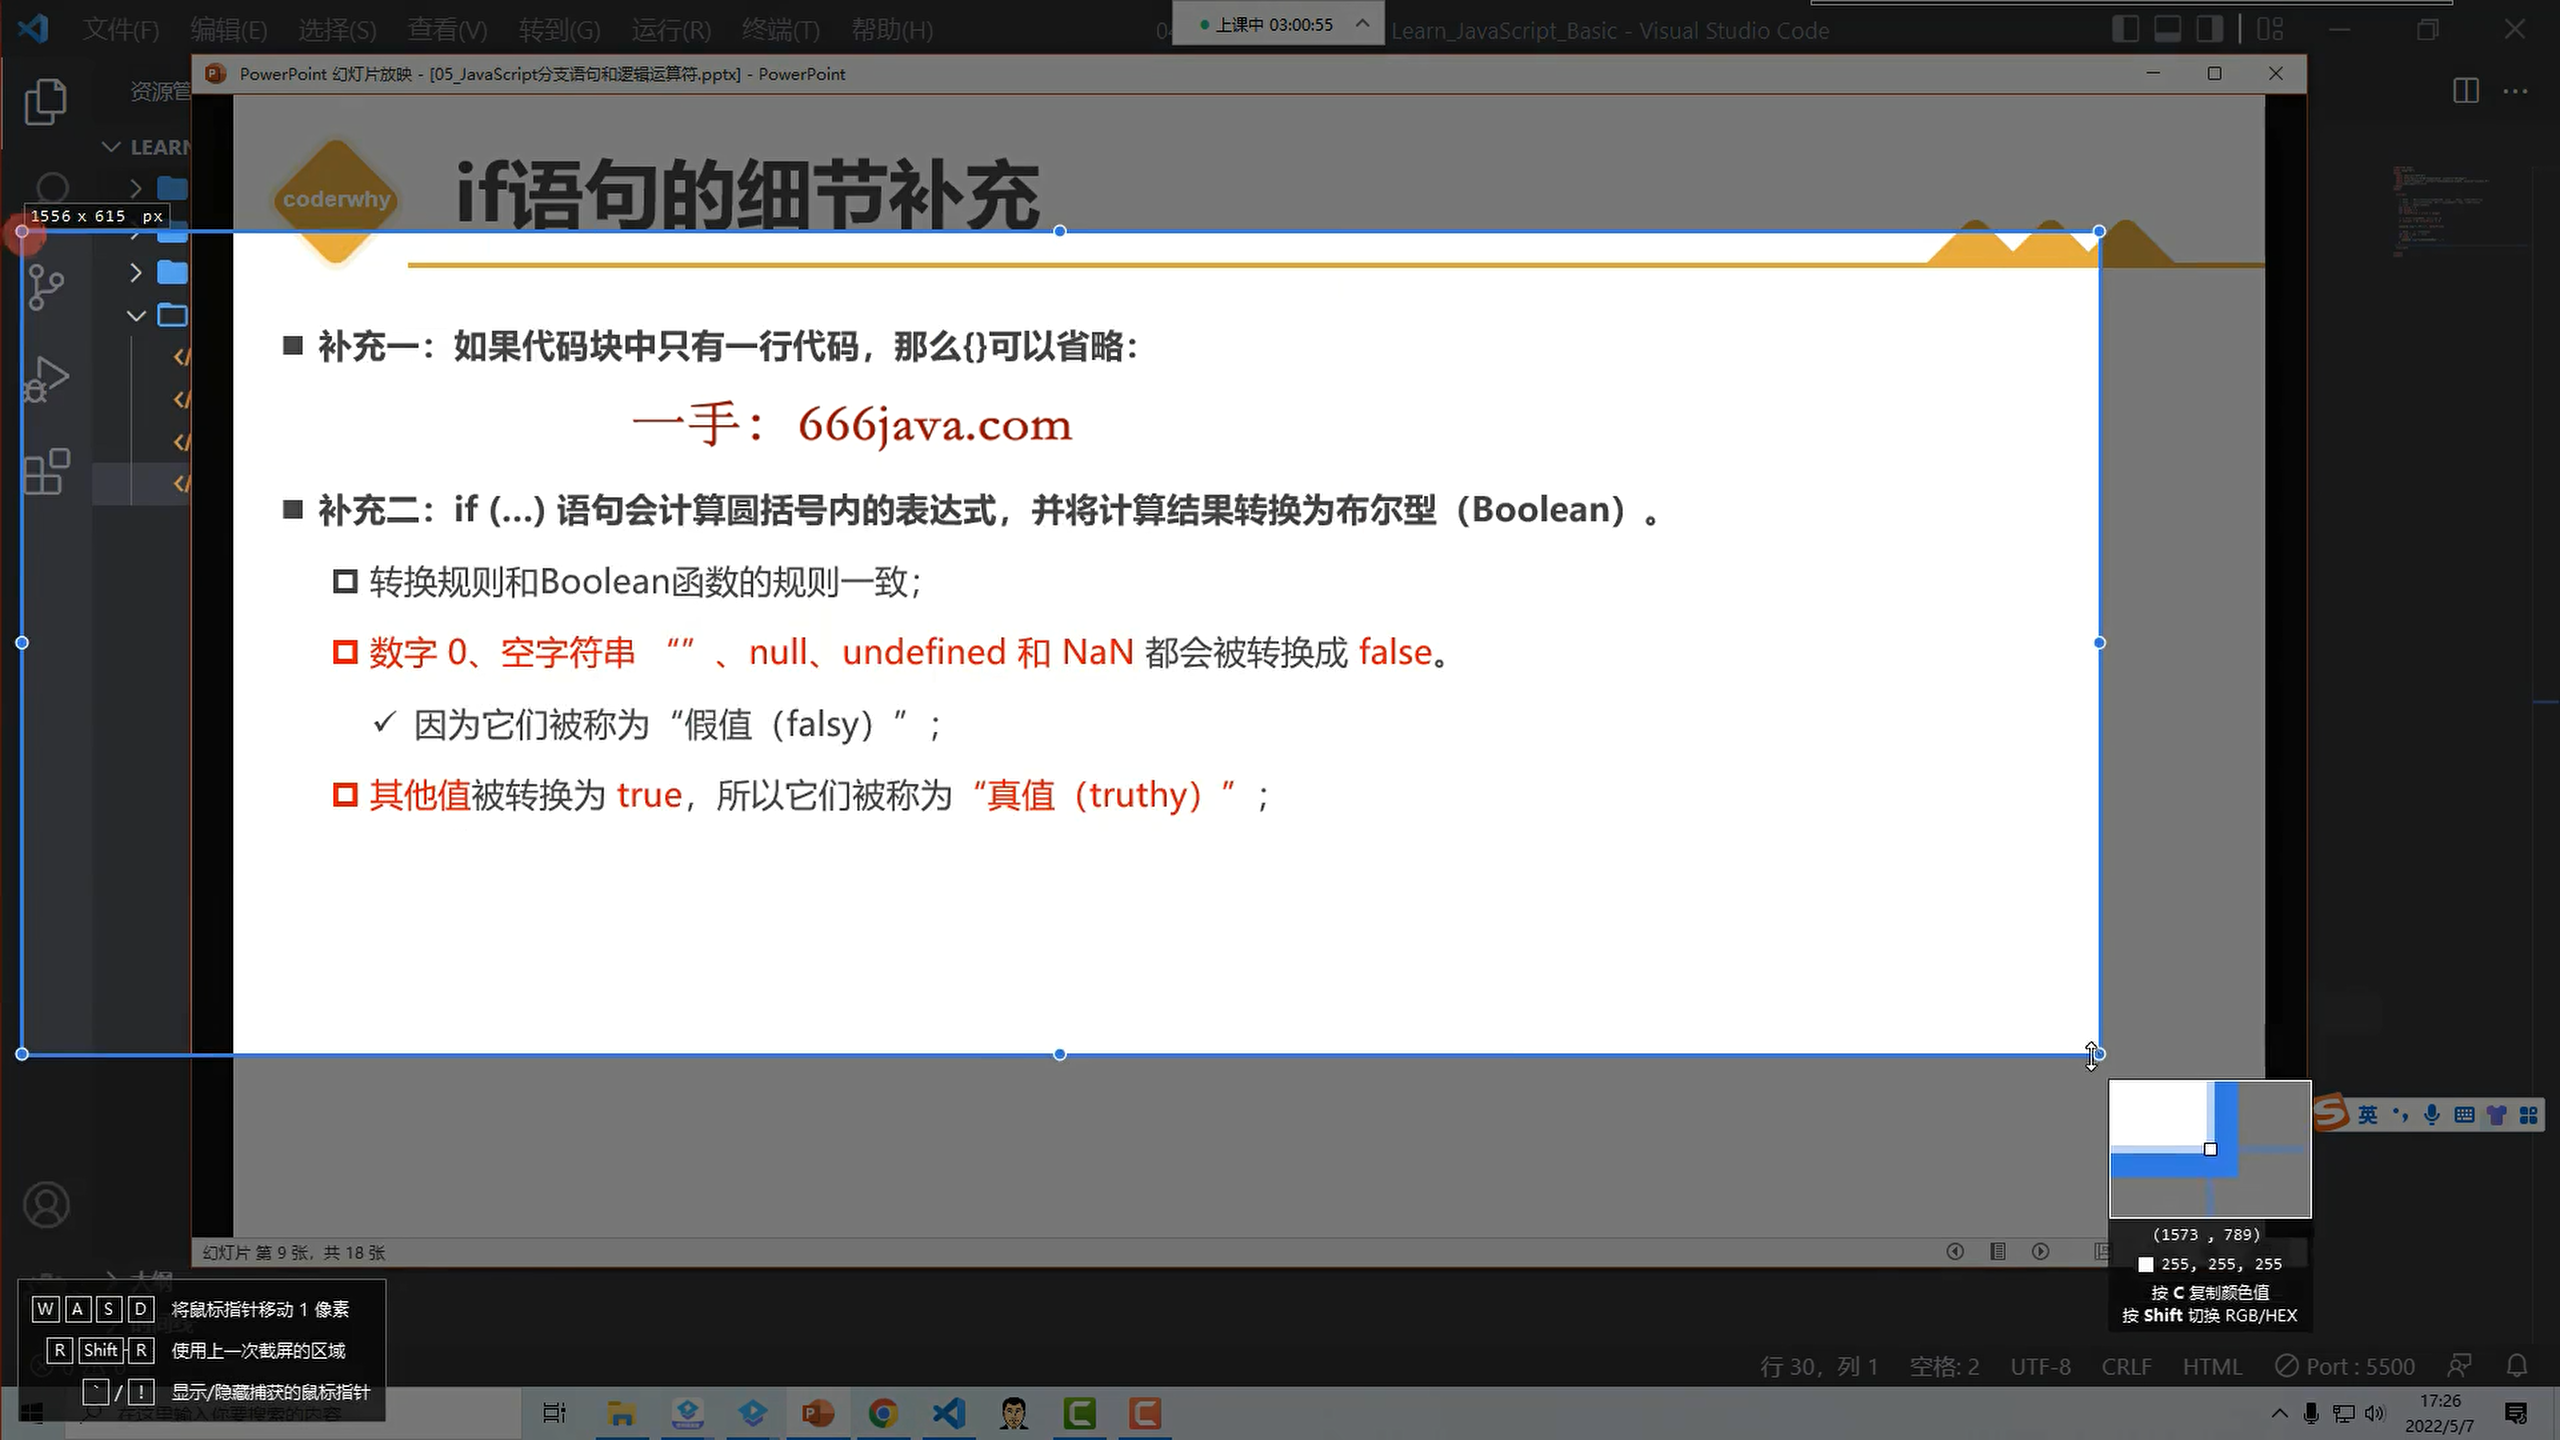 文件(F) 编辑(E) 选择(S) 查看(V) 转到(G) 运行(R) 终端(T) 帮助(H)
上课中 03:00:55
Learn_JavaScript_Basic - Visual Studio Code
PowerPoint 幻灯片放映 - [05_JavaScript分支语句和逻辑运算符.pptx] - PowerPoint
资源管
LEARN
coderwhy
if语句的细节补充
1556 x 615 px
补充一：如果代码块中只有一行代码，那么{}可以省略：
一手：666java.com
补充二：if (…) 语句会计算圆括号内的表达式，并将计算结果转换为布尔型（Boolean）。
转换规则和Boolean函数的规则一致；
数字 0、空字符串 “”、null、undefined 和 NaN 都会被转换成 false。
因为它们被称为“假值（falsy）”；
其他值被转换为 true，所以它们被称为“真值（truthy）”；
英
(1573 , 789)
255, 255, 255
按 C 复制颜色值
按 Shift 切换 RGB/HEX
幻灯片 第 9 张，共 18 张
大纲
W A S D 将鼠标指针移动 1 像素
R Shift R 使用上一次截屏的区域
` / ! 显示/隐藏捕获的鼠标指针
行 30，列 1 空格: 2 UTF-8 CRLF HTML Port : 5500
在这里输入你要搜索的内容
17:26
2022/5/7